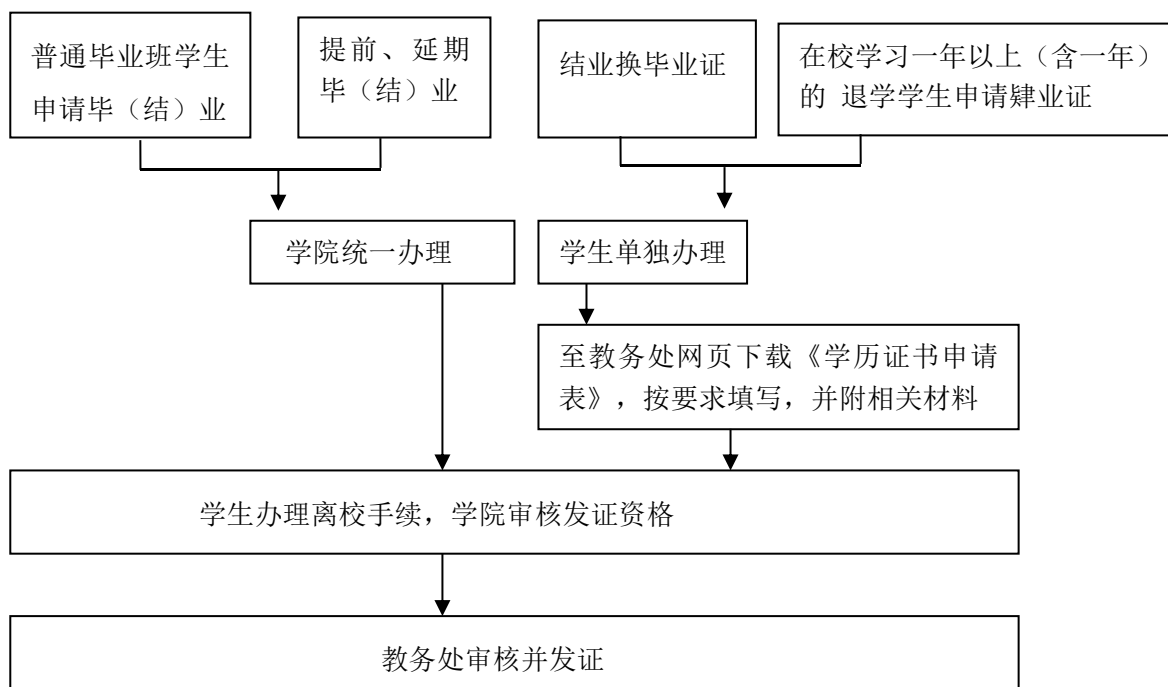 普通毕业班学生
申请毕（结）业
提前、延期
毕（结）业
结业换毕业证
在校学习一年以上（含一年）
的 退学学生申请肄业证
学院统一办理
学生单独办理
至教务处网页下载《学历证书申请
表》，按要求填写，并附相关材料
学生办理离校手续，学院审核发证资格
教务处审核并发证